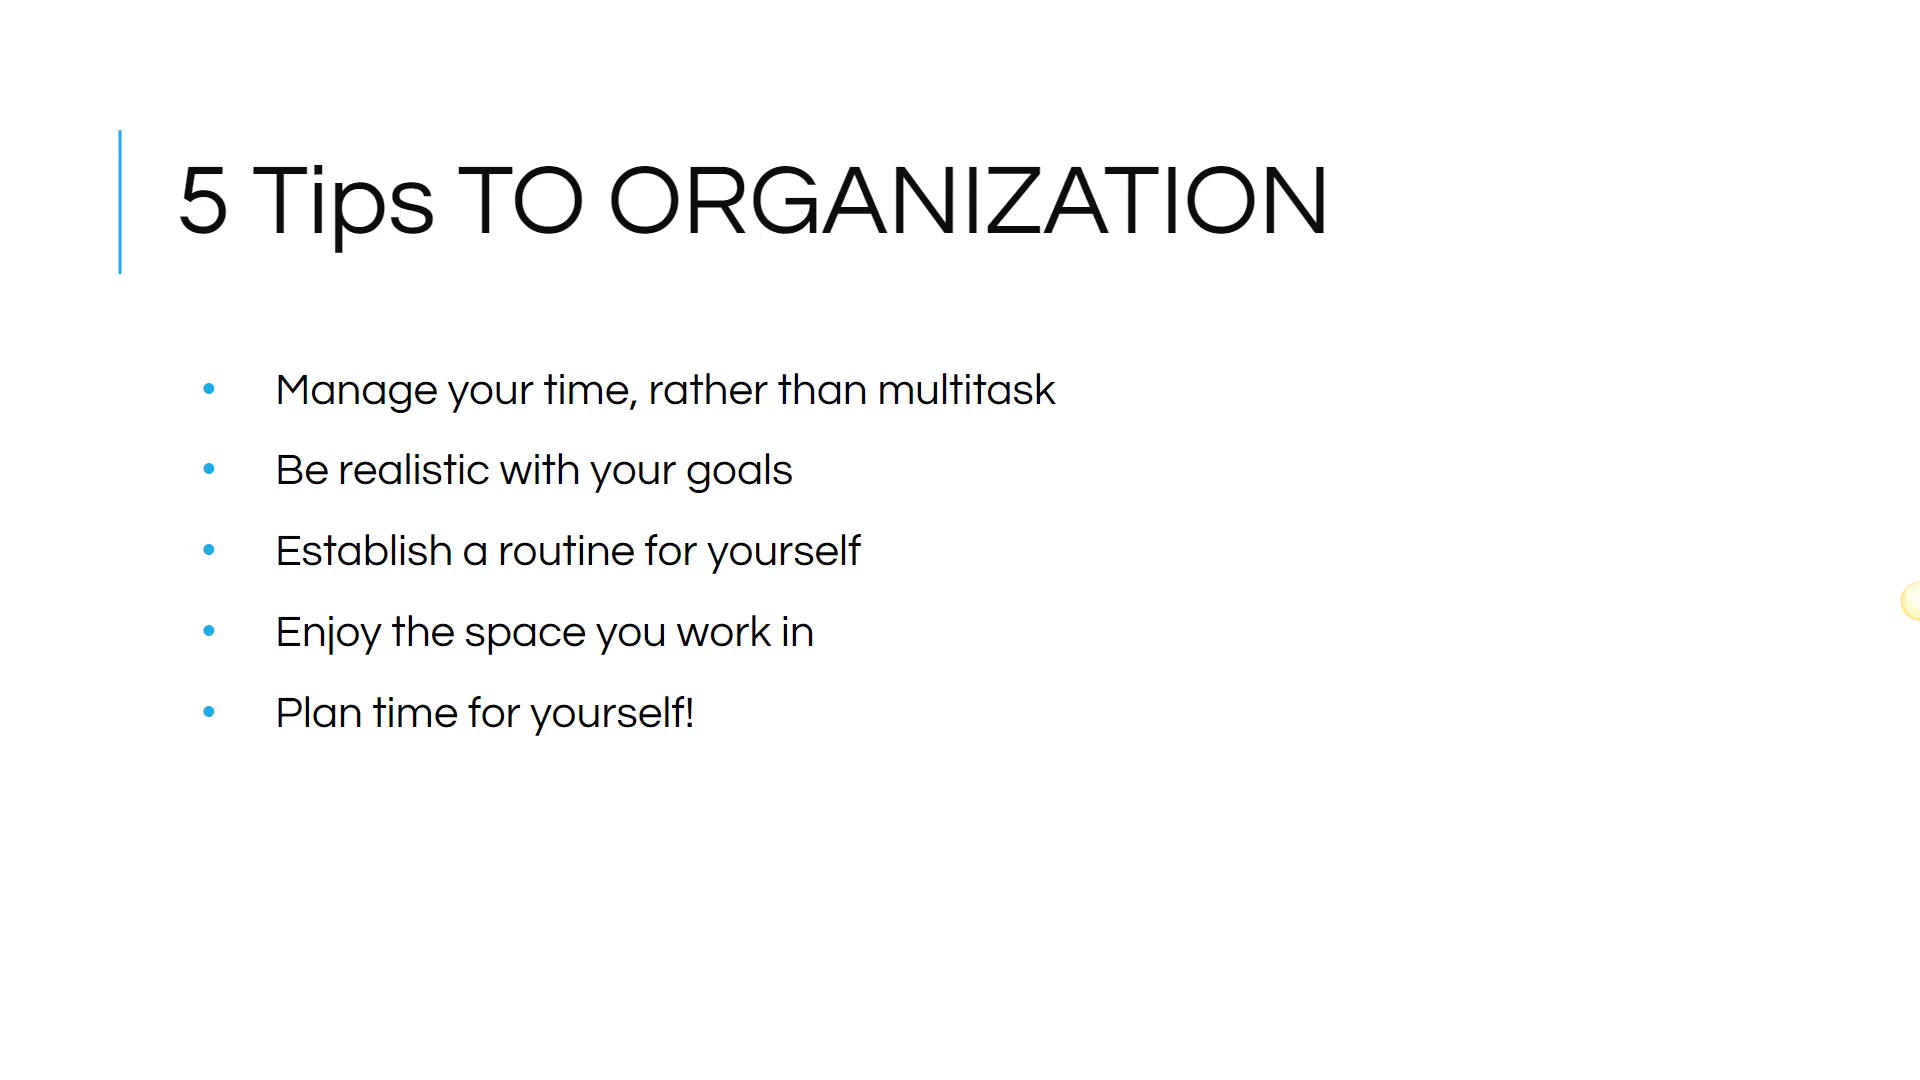 5 Tips TO ORGANIZATION
• Manage your time, rather than multitask
• Be realistic with your goals
• Establish a routine for yourself
• Enjoy the space you work in
• Plan time for yourself!